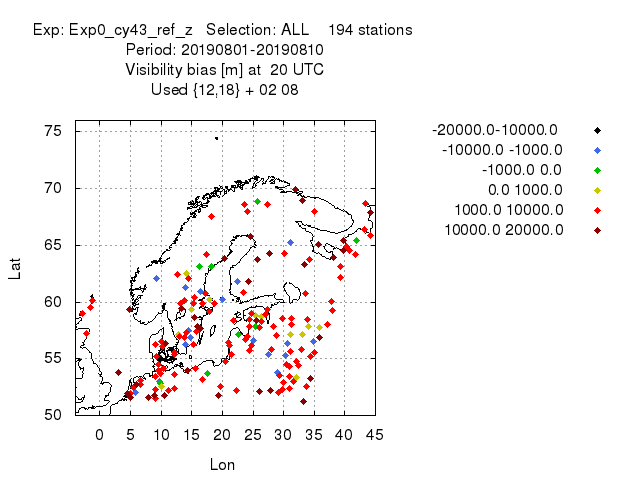 Exp: Exp0_cy43_ref_z Selection: ALL 194 stations
Period: 20190801-20190810
Visibility bias [m] at 20 UTC
Used {12,18} + 02 08
75
70
65
60
55
50
Lat
0 5 10 15 20 25 30 35 40 45
Lon
-20000.0-10000.0
-10000.0 -1000.0
-1000.0 0.0
0.0 1000.0
1000.0 10000.0
10000.0 20000.0